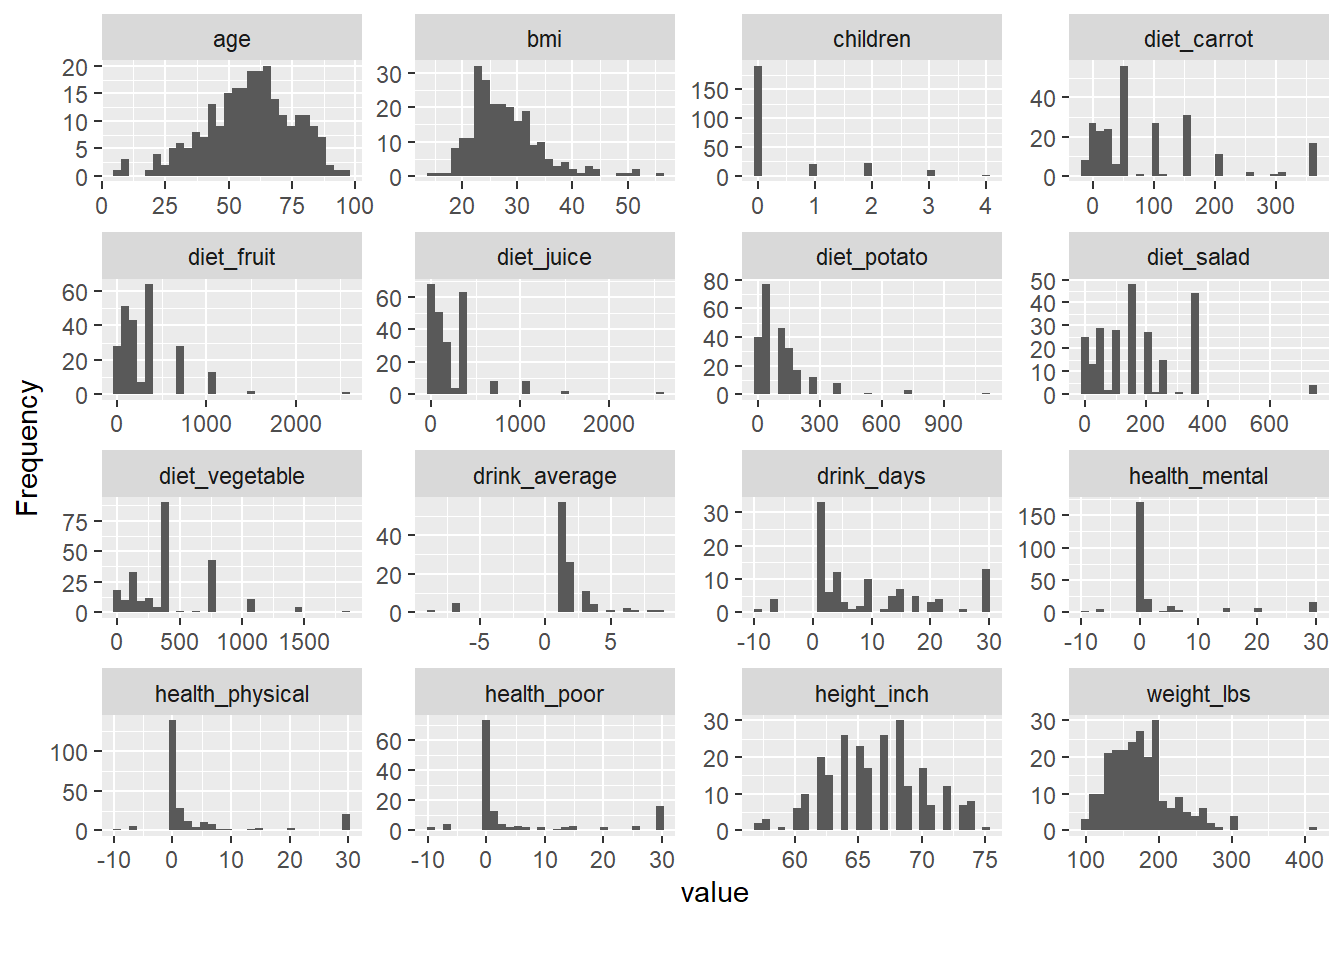 age bmi children diet_carrot
20 15 10 5 0
0 25 50 75 100
30 20 10 0
20 30 40 50
150 100 50 0
0 1 2 3 4
40 20 0
0 100 200 300
diet_fruit diet_juice diet_potato diet_salad
60 40 20 0
0 1000 2000
60 40 20 0
0 1000 2000
80 60 40 20 0
0 300 600 900
50 40 30 20 10 0
0 200 400 600
diet_vegetable drink_average drink_days health_mental
75 50 25 0
0 500 1000 1500
40 20 0
-5 0 5
30 20 10 0
-10 0 10 20 30
150 100 50 0
-10 0 10 20 30
health_physical health_poor height_inch weight_lbs
100 50 0
-10 0 10 20 30
60 40 20 0
-10 0 10 20 30
30 20 10 0
60 65 70 75
30 20 10 0
100 200 300 400
Frequency
value